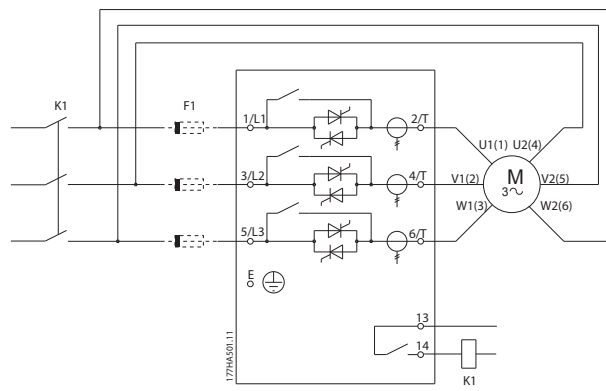 K1
F1
1/L1
2/T
U1(1) U2(4)
3/L2
4/T
V1(2)
M
3~
V2(5)
W1(3)
W2(6)
5/L3
6/T
E
13
14
K1
177HA501.11